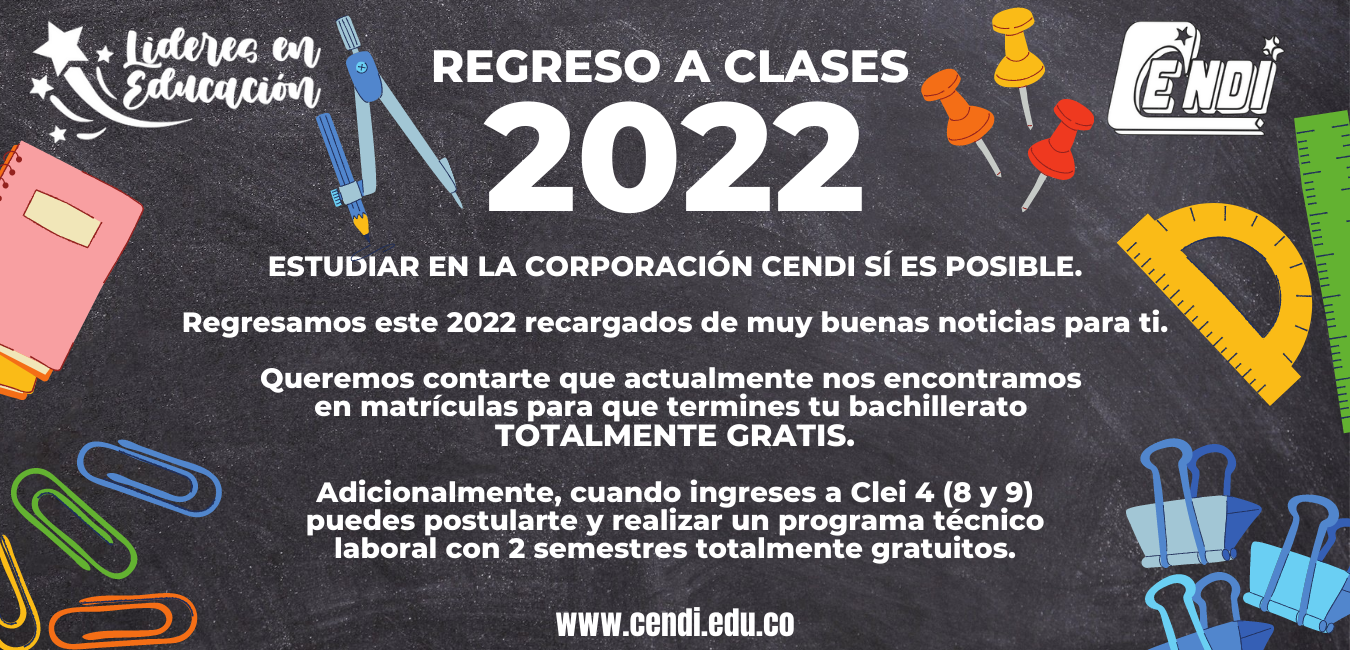 Lideres en
Educación
REGRESO A CLASES
2022
CENDI
ESTUDIAR EN LA CORPORACIÓN CENDI SÍ ES POSIBLE.
Regresamos este 2022 recargados de muy buenas noticias para ti.
Queremos contarte que actualmente nos encontramos
en matrículas para que termines tu bachillerato
TOTALMENTE GRATIS.
Adicionalmente, cuando ingreses a Clei 4 (8 y 9)
puedes postularte y realizar un programa técnico
laboral con 2 semestres totalmente gratuitos.
www.cendi.edu.co